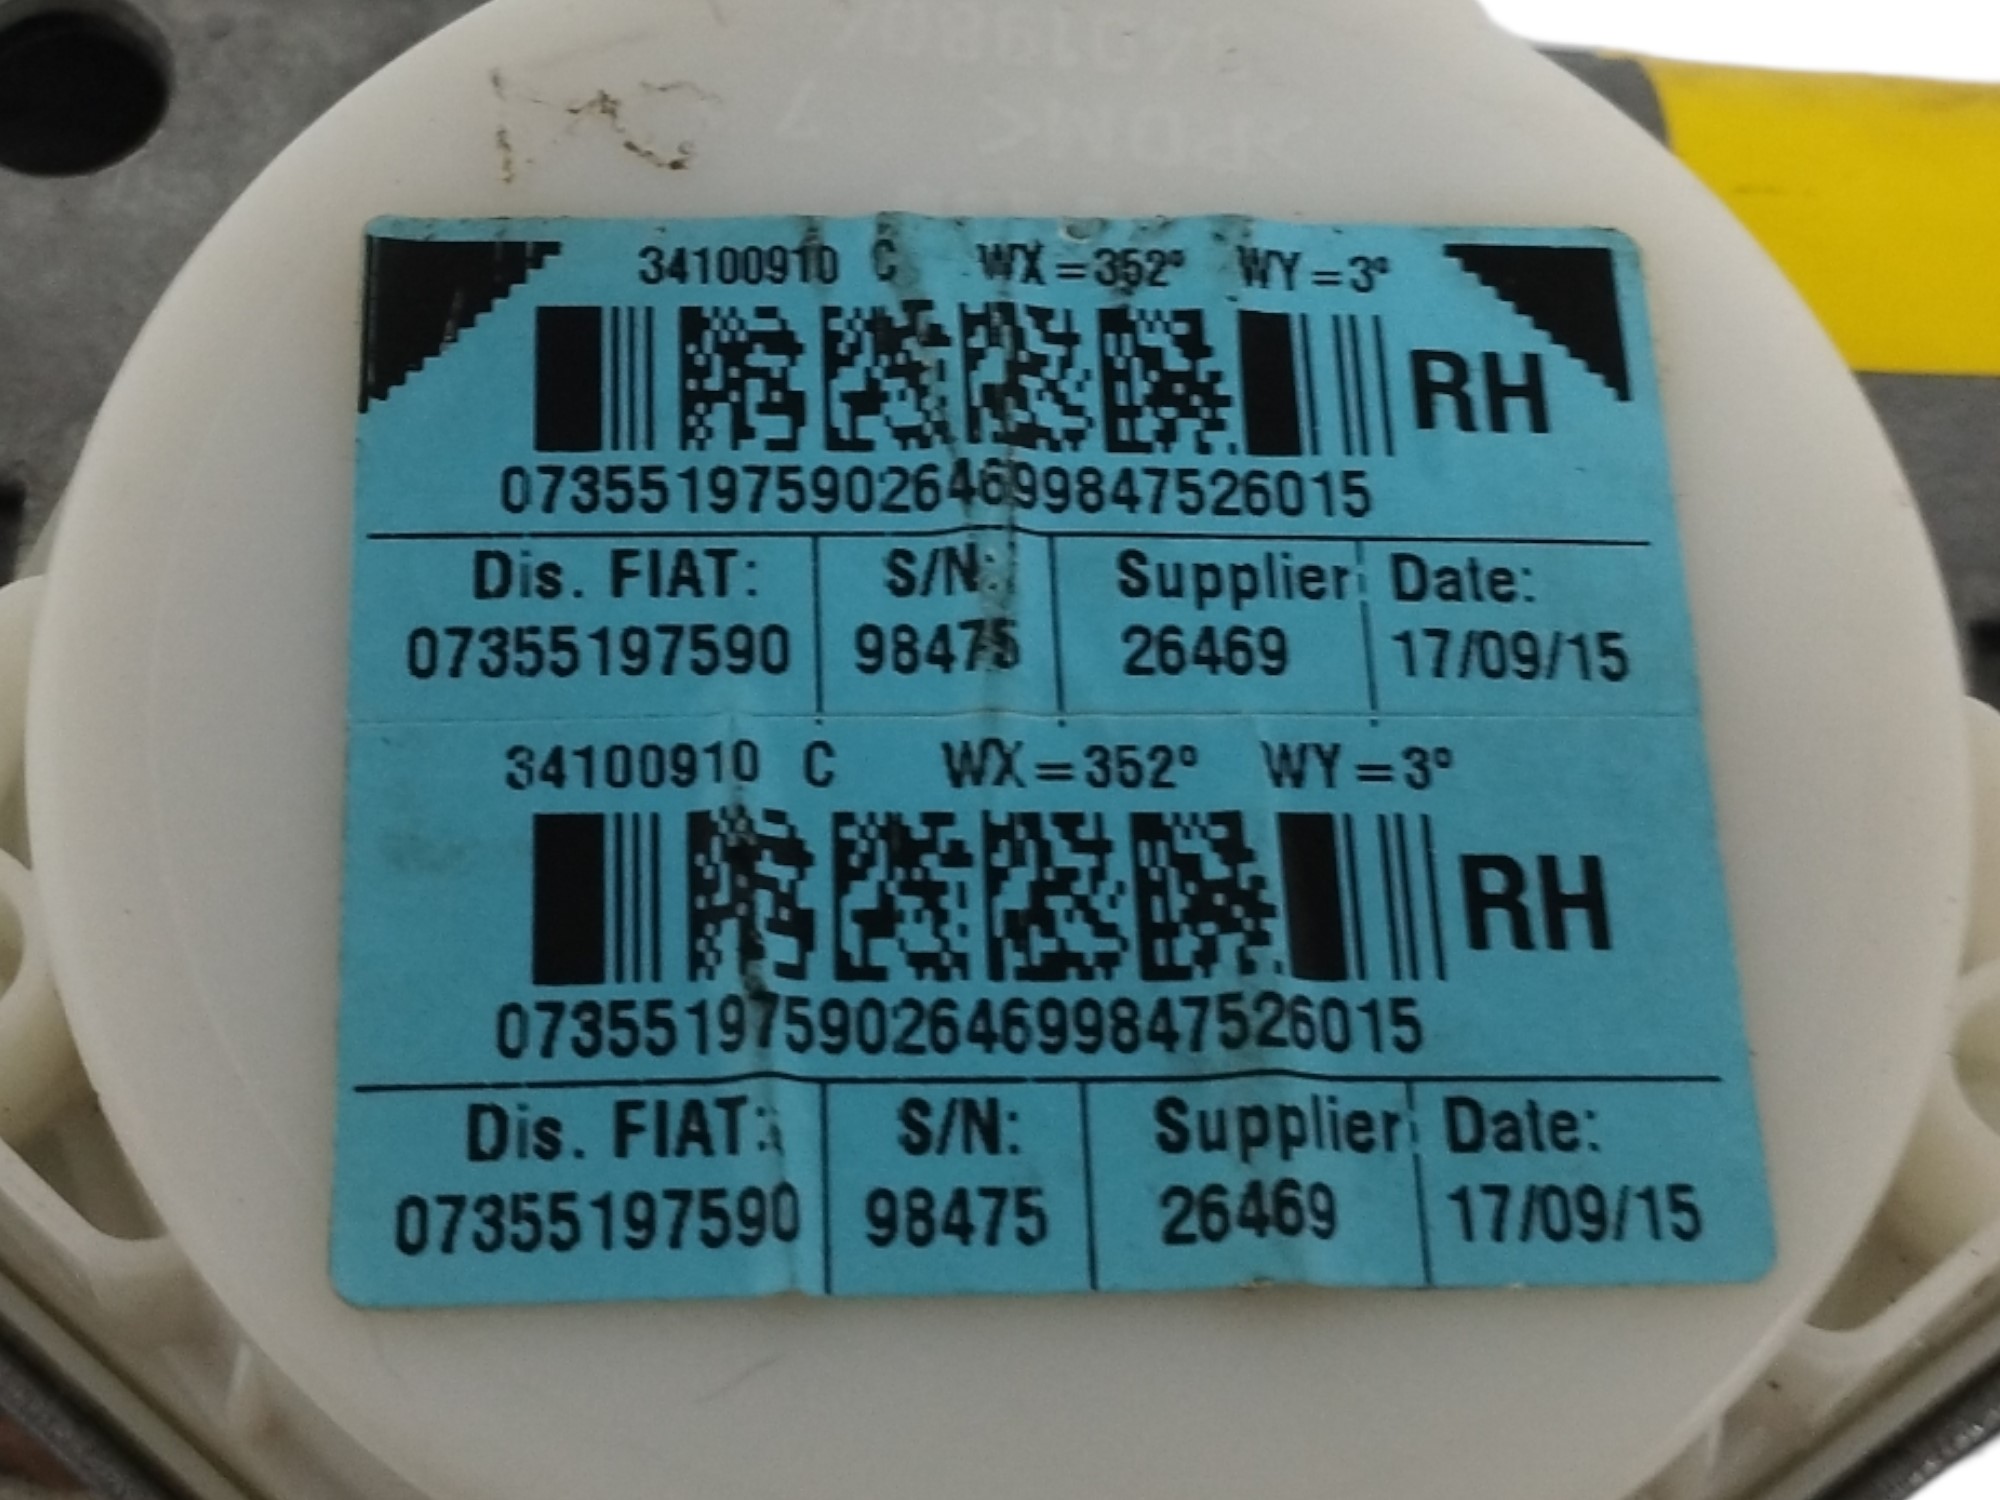 >POM<
34100910 C WX=352° WY=3°
RH
07355197590264699847526015
Dis. FIAT: S/N: Supplier: Date:
07355197590 98475 26469 17/09/15
34100910 C WX=352° WY=3°
RH
07355197590264699847526015
Dis. FIAT: S/N: Supplier: Date:
07355197590 98475 26469 17/09/15